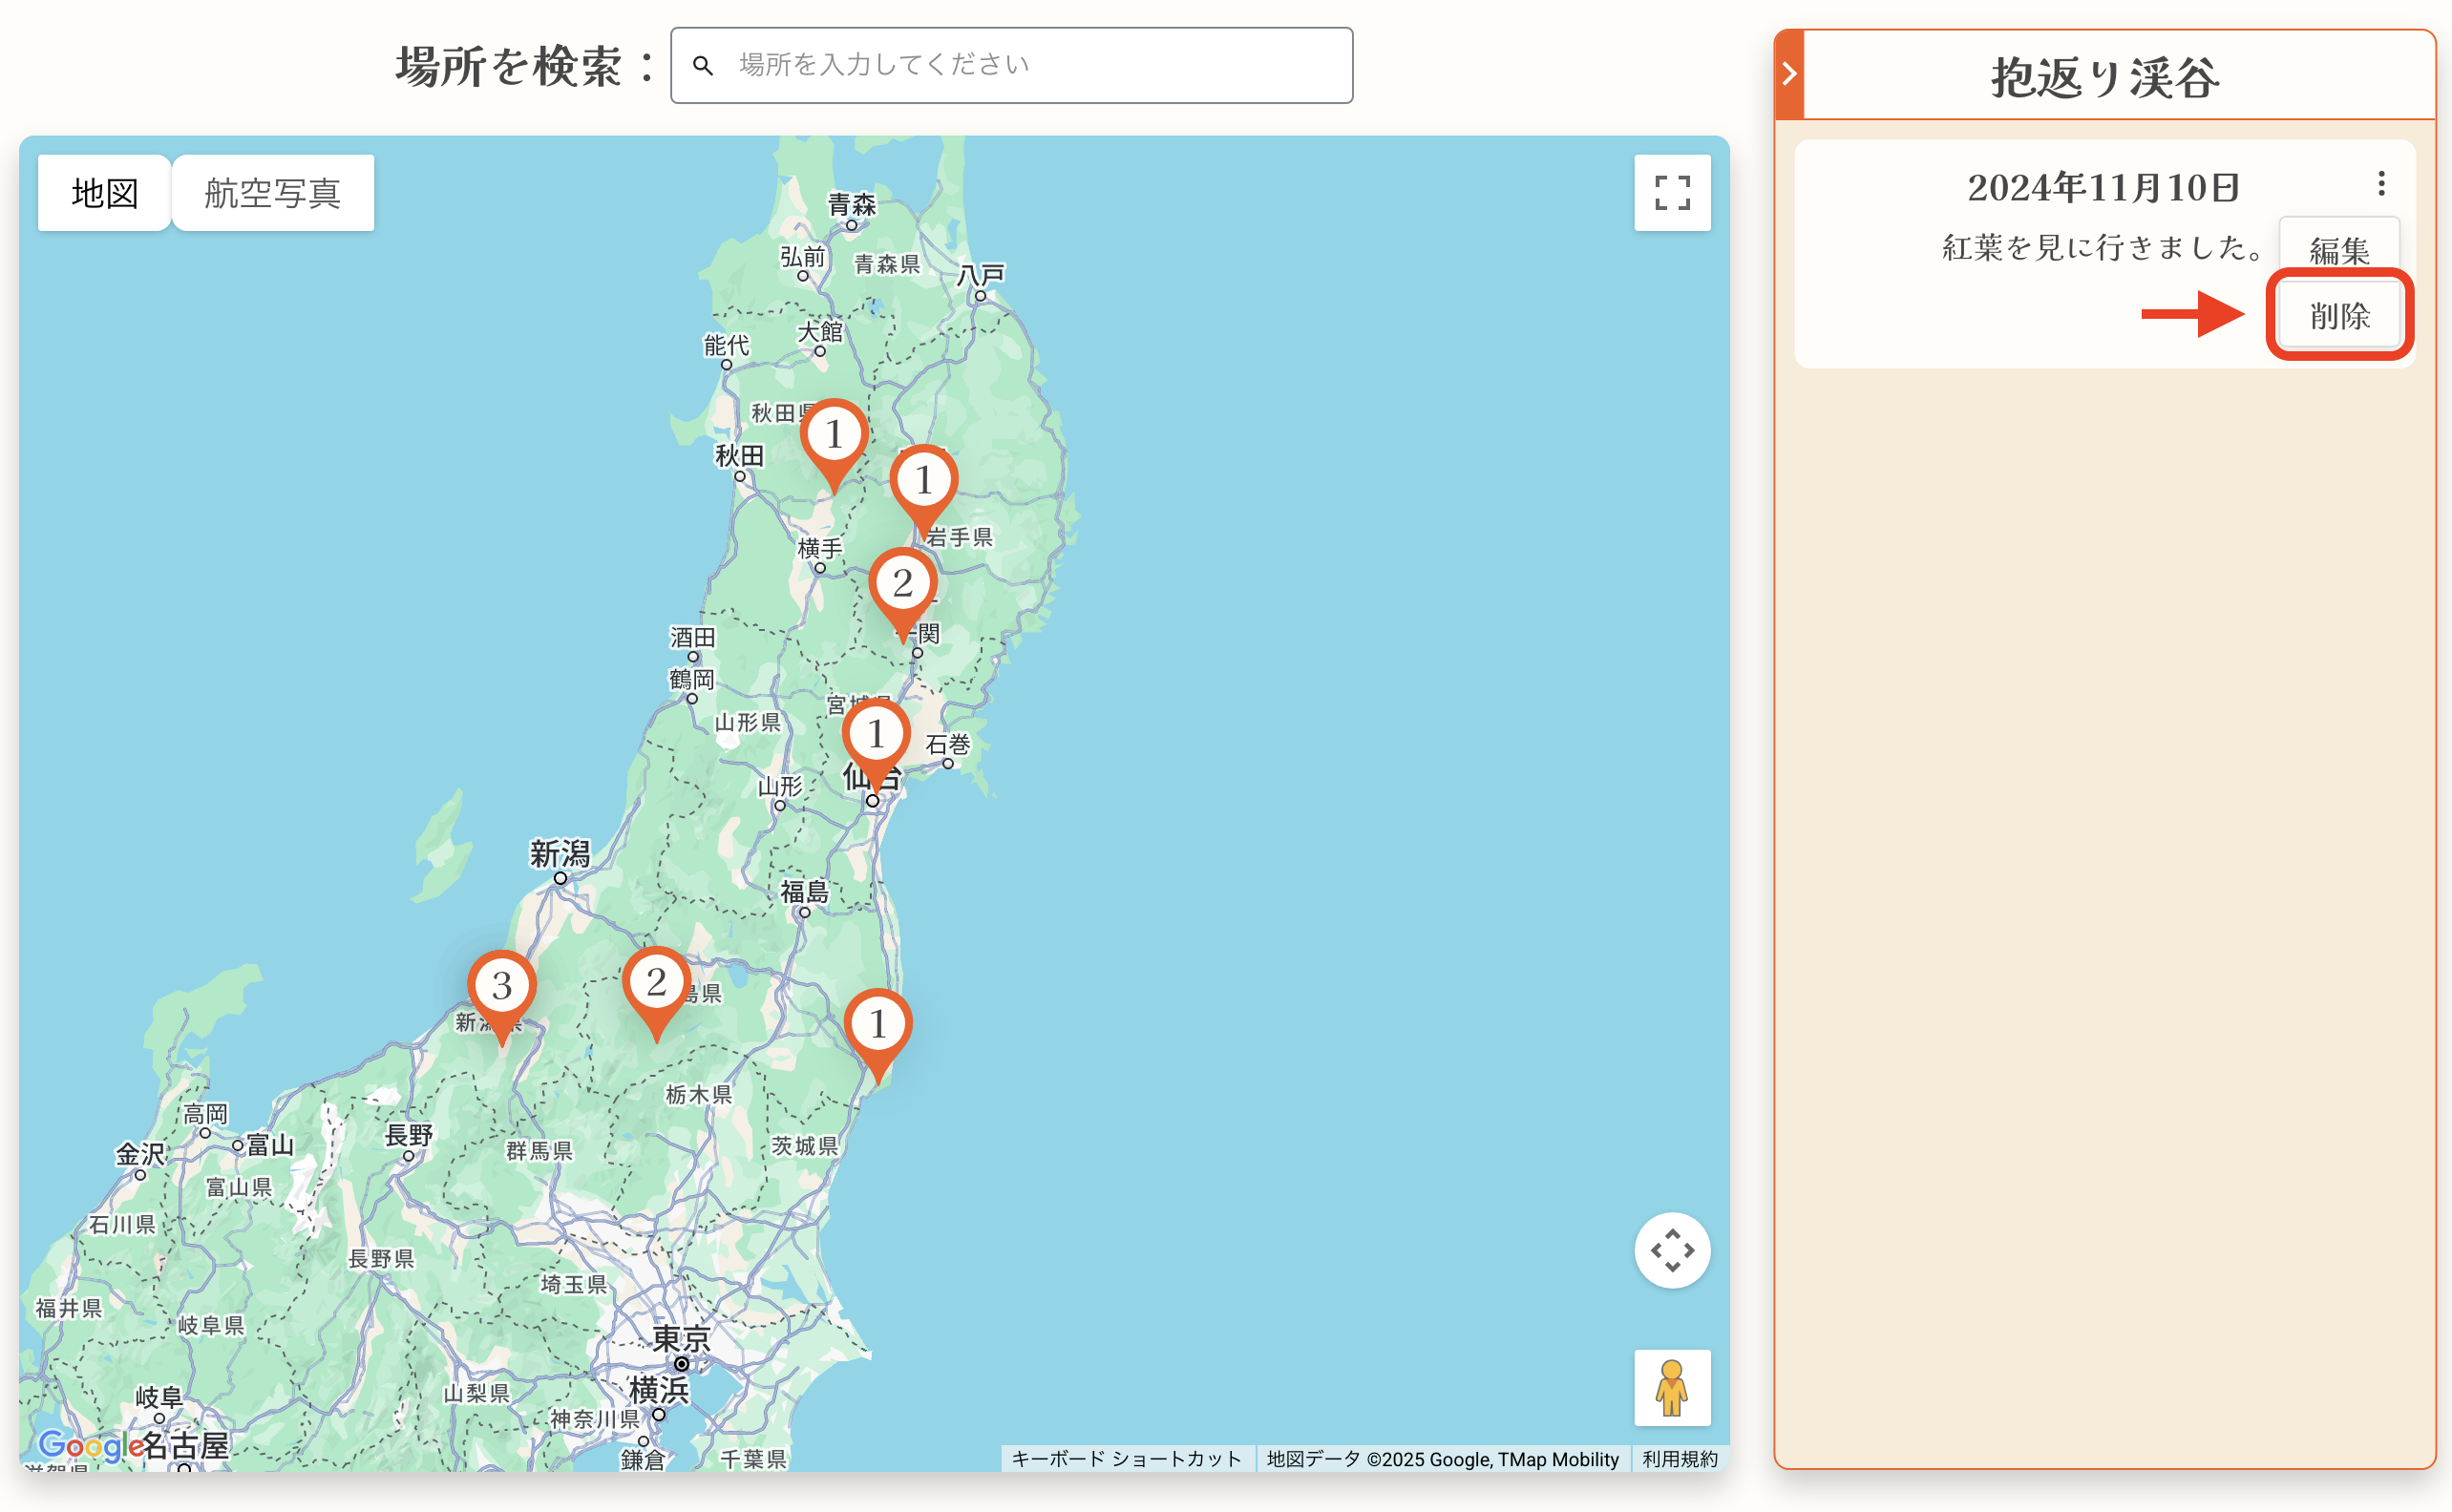 場所を検索：
場所を入力してください
抱返り渓谷
2024年11月10日
紅葉を見に行きました。
編集
削除
地図
航空写真
青森
弘前
青森県
八戸
大館
能代
秋田県
1
秋田
1
岩手県
横手
2
一関
酒田
鶴岡
宮城県
山形県
1
石巻
仙台
山形
新潟
福島
3
2
島県
新潟県
1
栃木県
高岡
富山
金沢
長野
群馬県
茨城県
富山県
石川県
長野県
埼玉県
福井県
岐阜県
東京
横浜
岐阜
山梨県
神奈川県
Google
名古屋
鎌倉
千葉県
滋賀県
キーボード ショートカット
地図データ ©2025 Google, TMap Mobility
利用規約